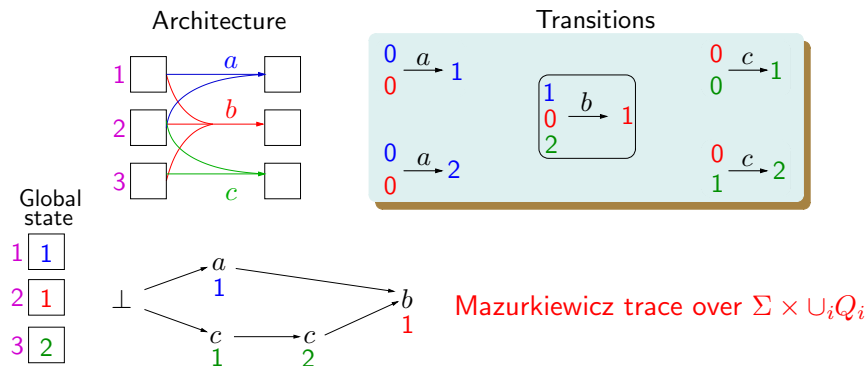 Architecture
1 a
2 b
3 c
Transitions
0 0 a 1
1 0 2 b 1
0 0 c 1
0 0 a 2
0 1 c 2
Global
state
1 1
2 1
3 2
⊥ a 1 c 1 c 2 b 1
Mazurkiewicz trace over Σ × ∪ᵢQᵢ